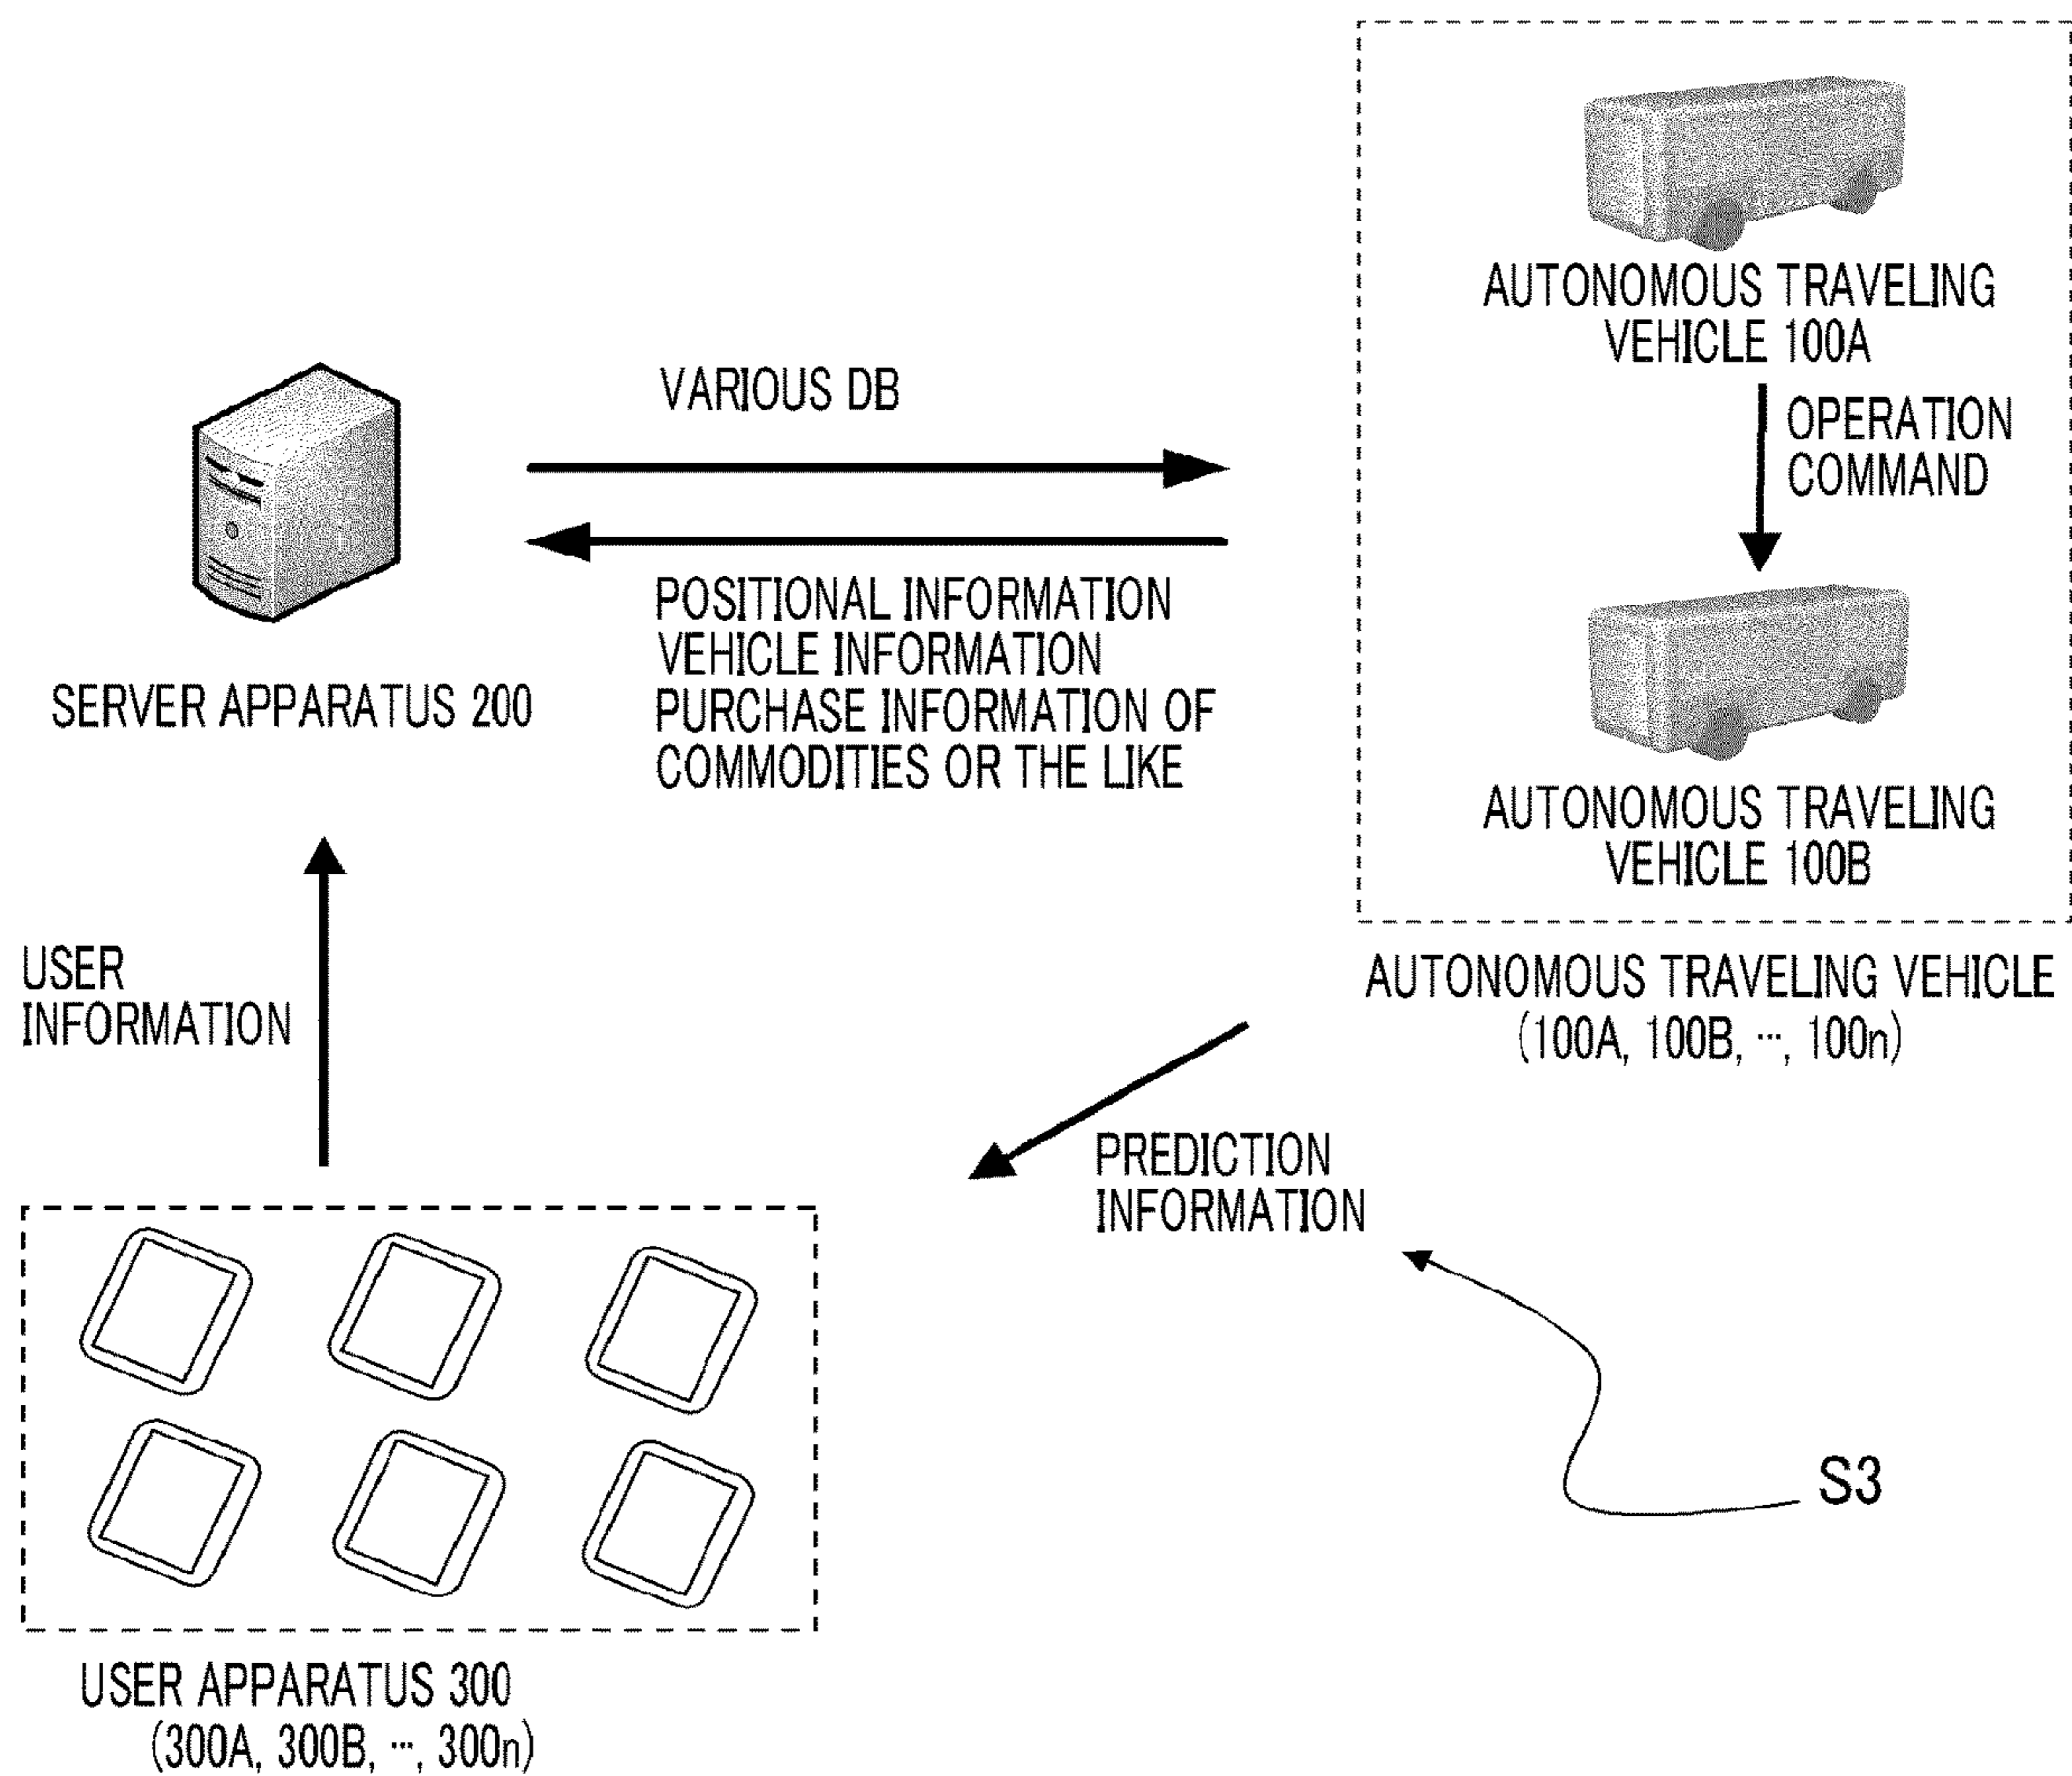 AUTONOMOUS TRAVELING
VEHICLE 100A
VARIOUS DB
OPERATION
COMMAND
POSITIONAL INFORMATION
VEHICLE INFORMATION
PURCHASE INFORMATION OF
COMMODITIES OR THE LIKE
SERVER APPARATUS 200
AUTONOMOUS TRAVELING
VEHICLE 100B
USER
INFORMATION
AUTONOMOUS TRAVELING VEHICLE
(100A, 100B, ···, 100n)
PREDICTION
INFORMATION
S3
USER APPARATUS 300
(300A, 300B, ···, 300n)